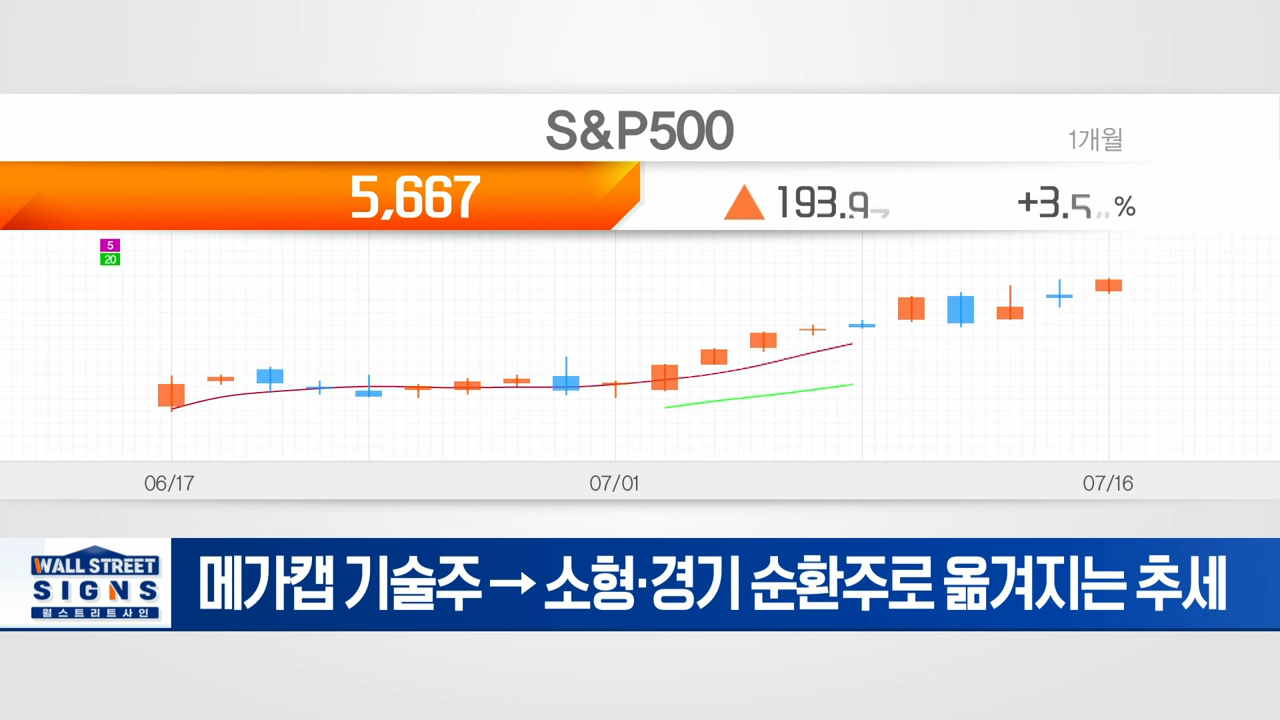 S&P500
1개월
5,667
▲ 193.9
+3.5 %
5
20
06/17
07/01
07/16
WALL STREET
SIGNS
월스트리트사인
메가캡 기술주→소형·경기 순환주로 옮겨지는 추세